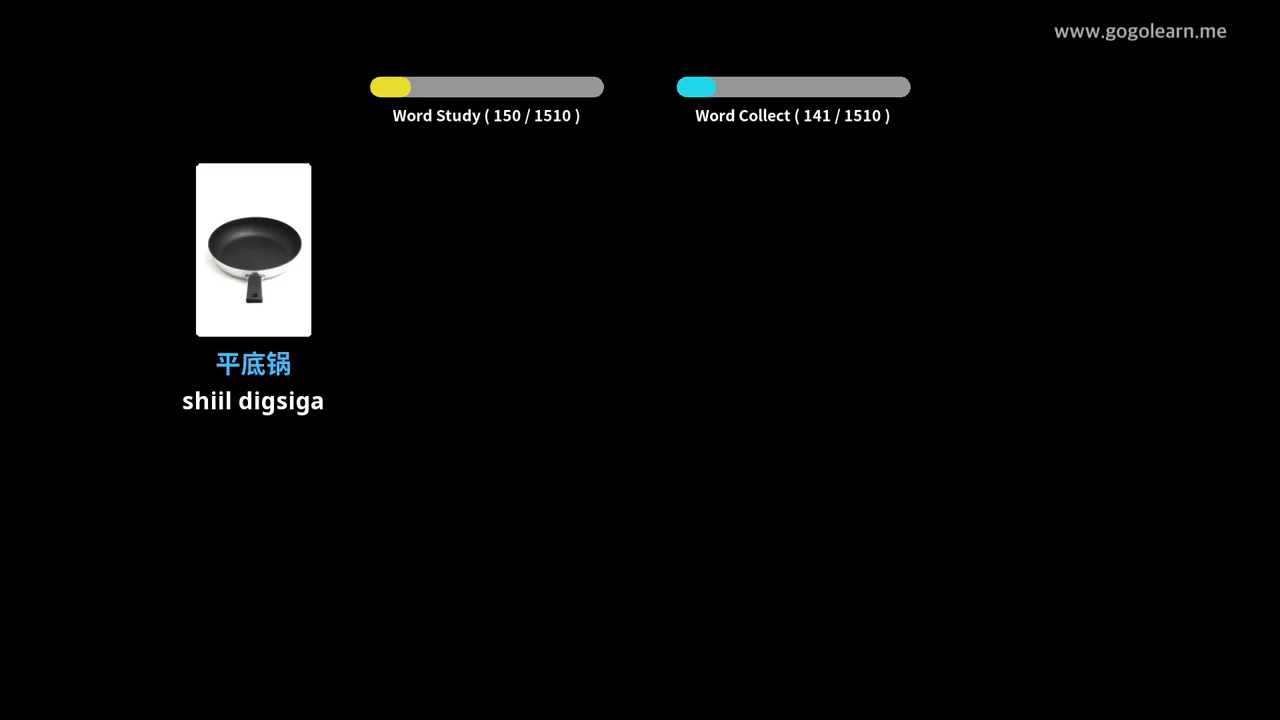 www.gogolearn.me
Word Study ( 150 / 1510 )
Word Collect ( 141 / 1510 )
平底锅
shiil digsiga